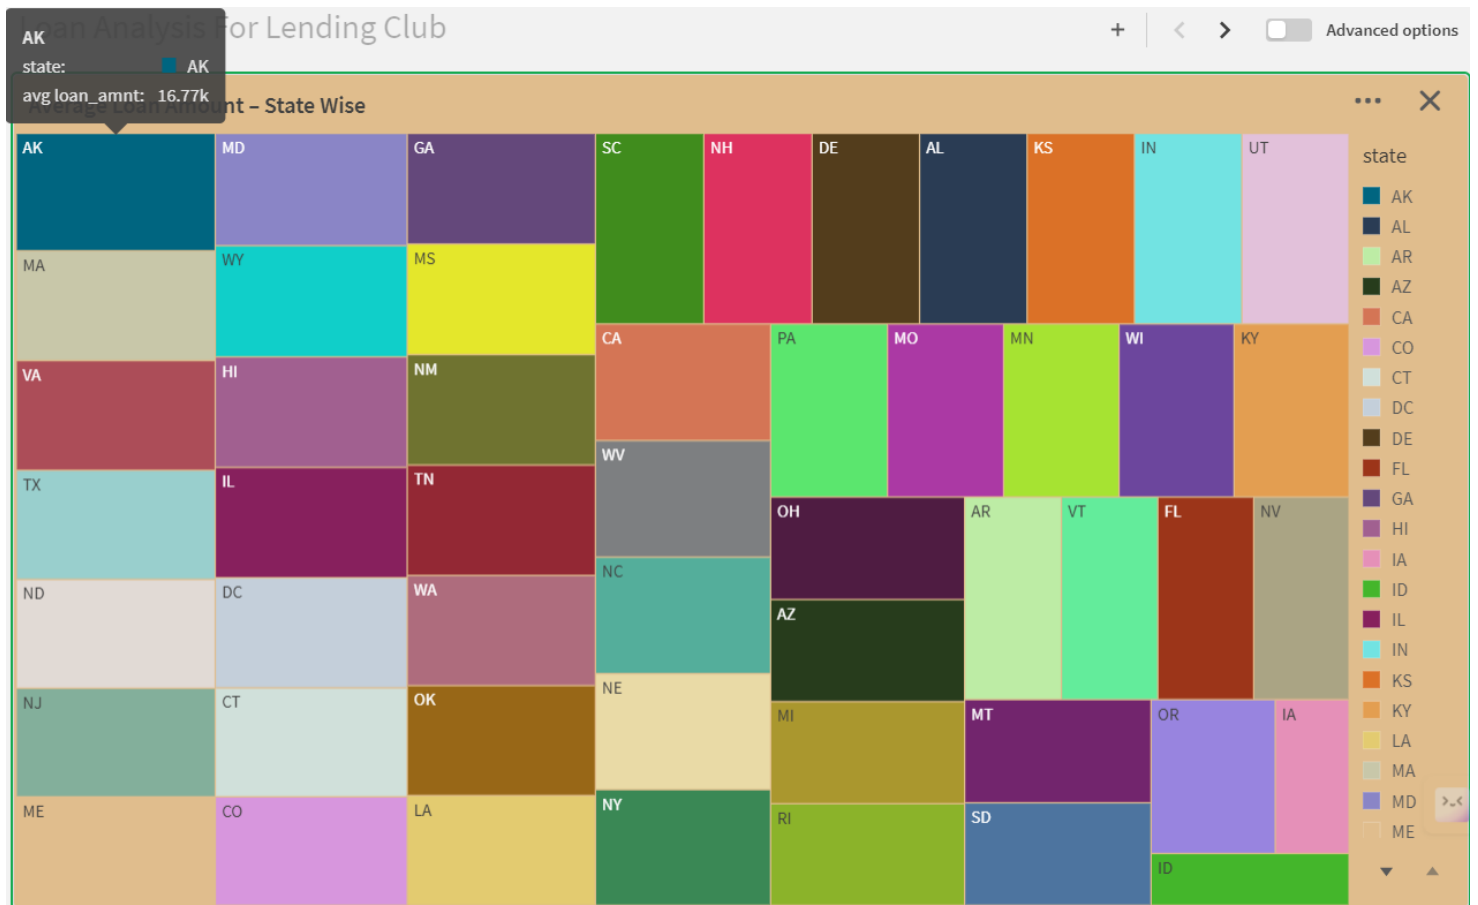 Loan Analysis For Lending Club
Advanced options
AK
state: AK
avg loan_amnt: 16.77k
Average Loan Amount – State Wise
AK
MD
GA
SC
NH
DE
AL
KS
IN
UT
MA
WY
MS
VA
HI
NM
CA
PA
MO
MN
WI
KY
TX
IL
TN
WV
OH
AR
VT
FL
NV
ND
DC
WA
NC
AZ
NJ
CT
OK
NE
MI
MT
OR
IA
ME
CO
LA
NY
RI
SD
ID
state
AK
AL
AR
AZ
CA
CO
CT
DC
DE
FL
GA
HI
IA
ID
IL
IN
KS
KY
LA
MA
MD
ME